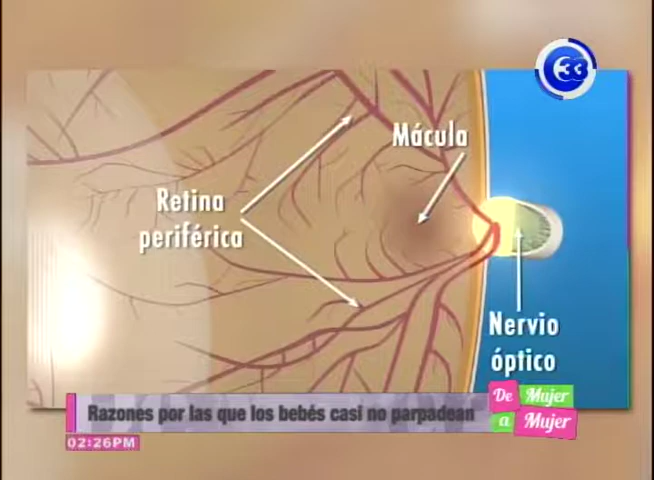 33
Mácula
Retina
periférica
Nervio
óptico
Razones por las que los bebés casi no parpadean
De Mujer
a Mujer
02:26PM